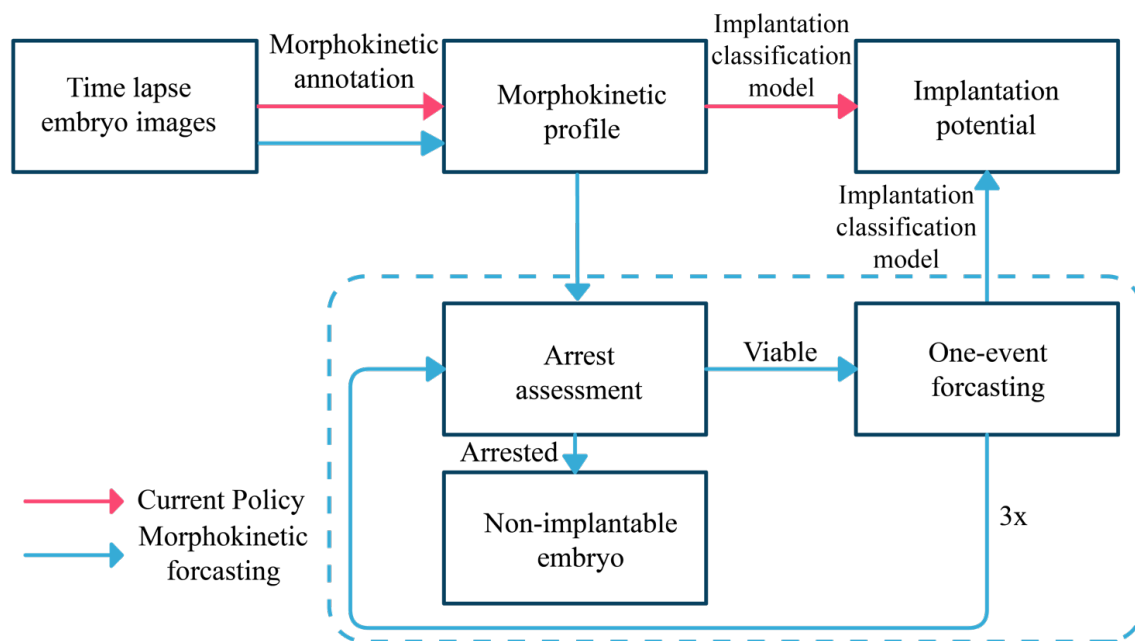 Time lapse
embryo images
Morphokinetic
annotation
Morphokinetic
profile
Implantation
classification
model
Implantation
potential
Implantation
classification
model
Arrest
assessment
Viable
One-event
forcasting
Arrested
Non-implantable
embryo
3x
Current Policy
Morphokinetic
forcasting